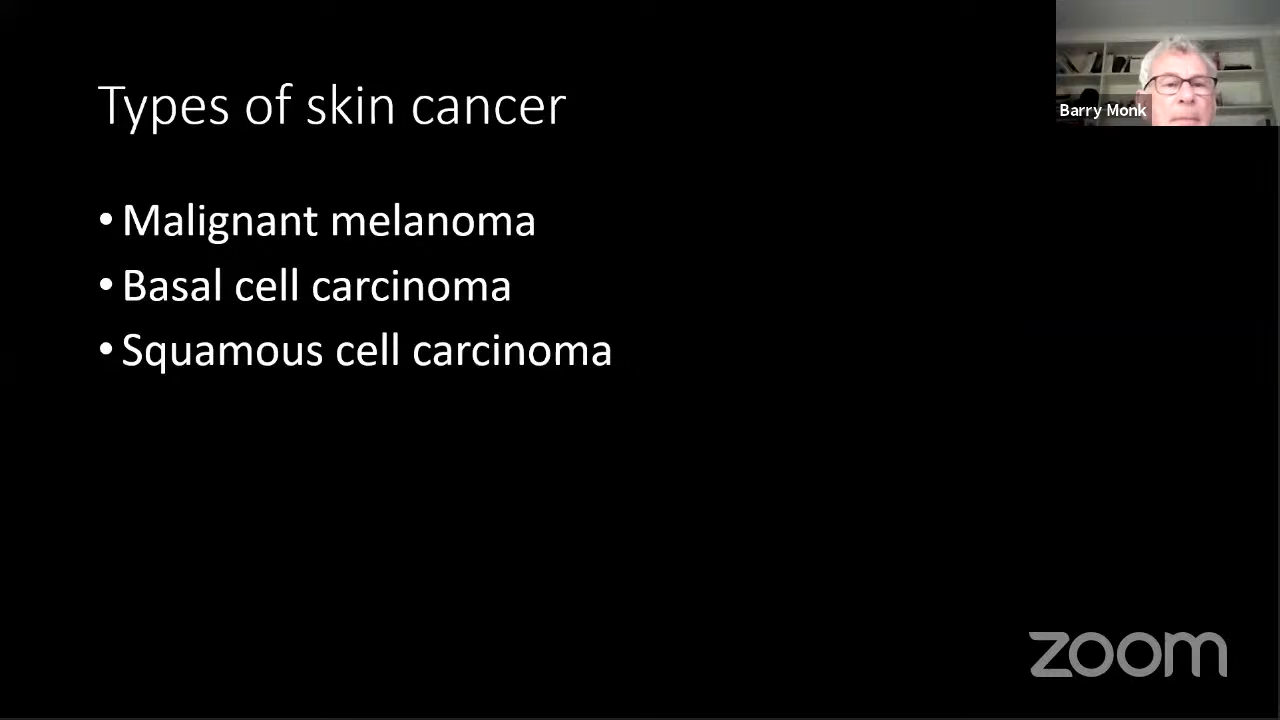 Types of skin cancer
Barry Monk
• Malignant melanoma
• Basal cell carcinoma
• Squamous cell carcinoma
zoom